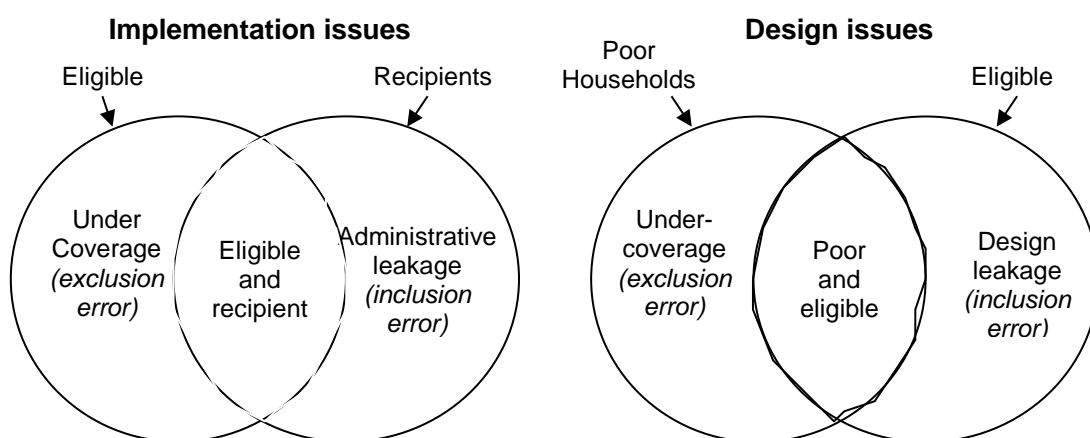 Implementation issues
Eligible
Recipients
Under
Coverage
(exclusion
error)
Eligible
and
recipient
Administrative
leakage
(inclusion
error)
Design issues
Poor
Households
Eligible
Under-
coverage
(exclusion
error)
Poor
and
eligible
Design
leakage
(inclusion
error)